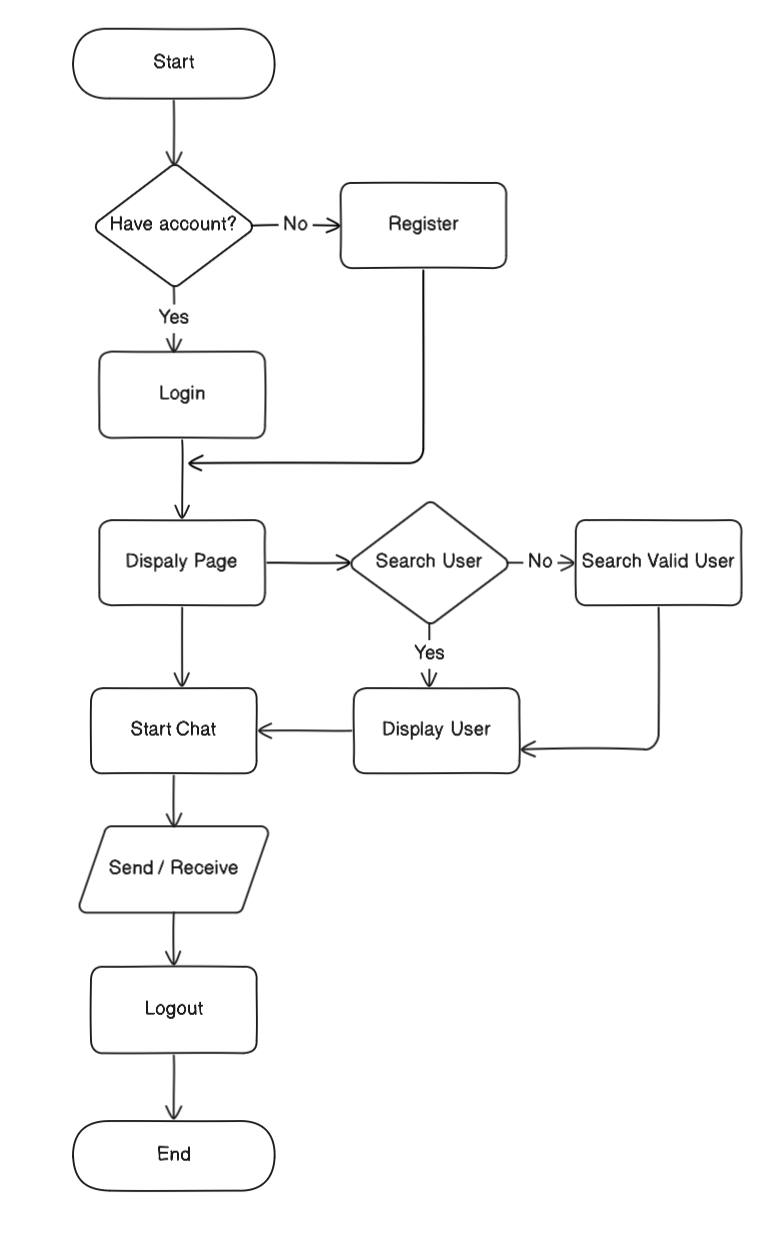 Start
Have account?
No
Register
Yes
Login
Dispaly Page
Search User
No
Search Valid User
Yes
Start Chat
Display User
Send / Receive
Logout
End